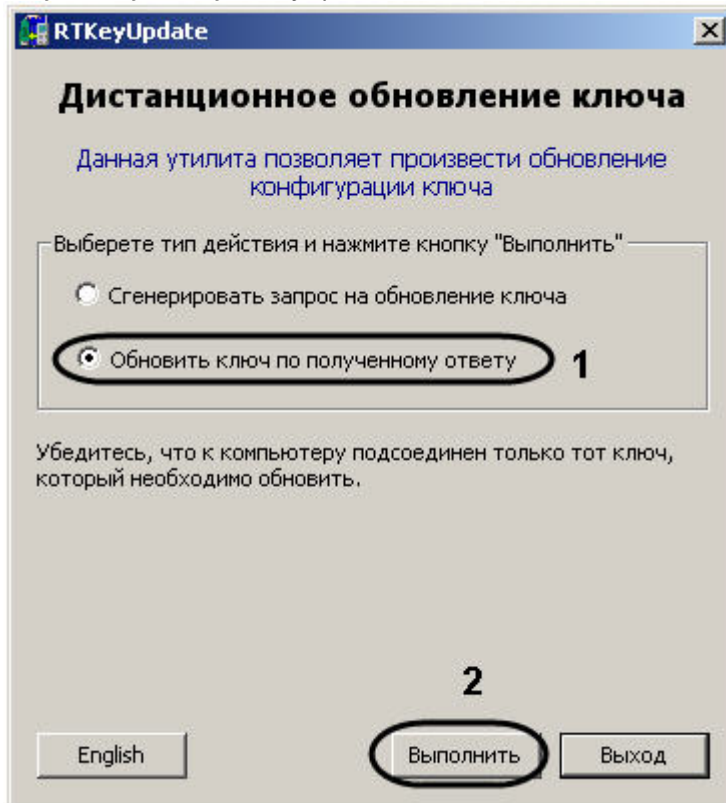 RTKeyUpdate
Дистанционное обновление ключа
Данная утилита позволяет произвести обновление
конфигурации ключа
Выберете тип действия и нажмите кнопку "Выполнить"
Сгенерировать запрос на обновление ключа
Обновить ключ по полученному ответу 1
Убедитесь, что к компьютеру подсоединен только тот ключ,
который необходимо обновить.
2
English Выполнить Выход